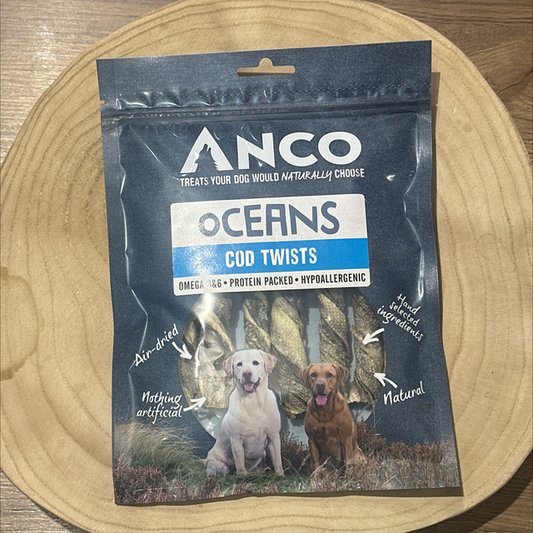 ANCO
TREATS YOUR DOG WOULD NATURALLY CHOOSE
OCEANS
COD TWISTS
OMEGA 3&6 • PROTEIN PACKED • HYPOALLERGENIC
Air-dried
Hand
selected
ingredients
Nothing
artificial
Natural